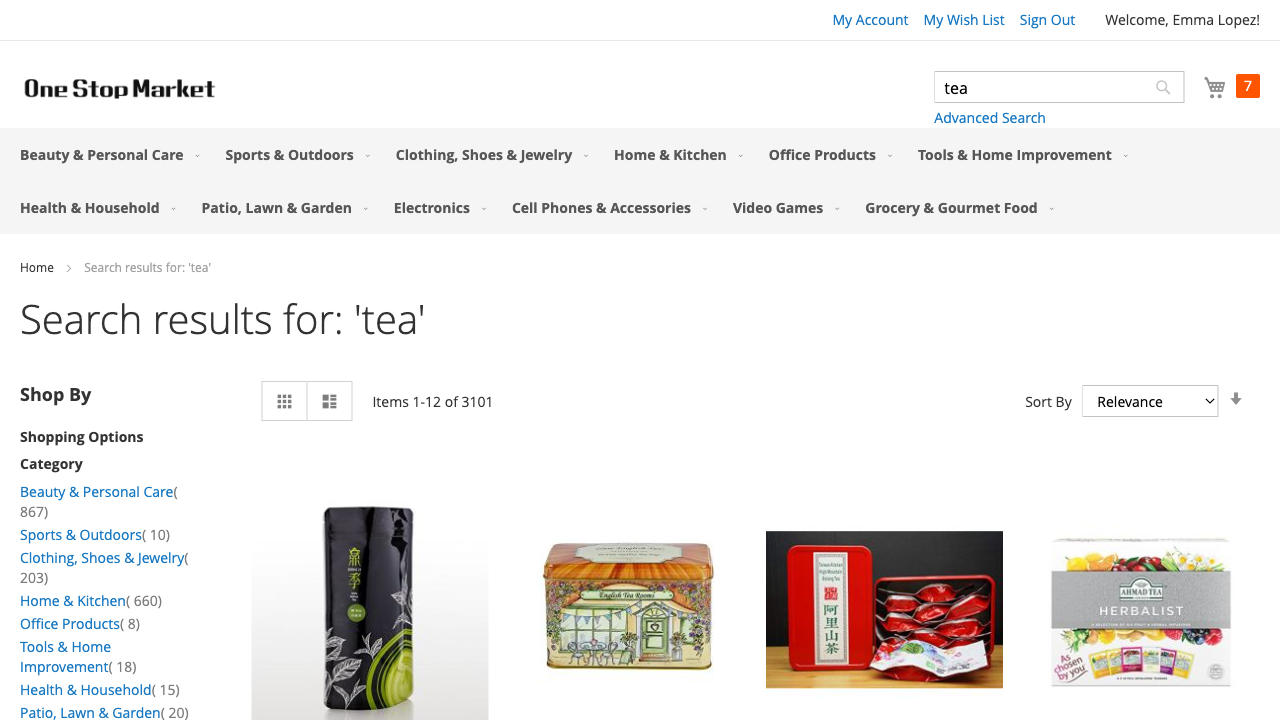 My Account My Wish List Sign Out Welcome, Emma Lopez!
One Stop Market
tea
7
Advanced Search
Beauty & Personal Care Sports & Outdoors Clothing, Shoes & Jewelry Home & Kitchen Office Products Tools & Home Improvement
Health & Household Patio, Lawn & Garden Electronics Cell Phones & Accessories Video Games Grocery & Gourmet Food
Home Search results for: 'tea'
Search results for: 'tea'
Shop By
Items 1-12 of 3101
Sort By Relevance
Shopping Options
Category
Beauty & Personal Care( 867)
Sports & Outdoors( 10)
Clothing, Shoes & Jewelry( 203)
Home & Kitchen( 660)
Office Products( 8)
Tools & Home Improvement( 18)
Health & Household( 15)
Patio, Lawn & Garden( 20)
English Tea Rooms
阿里山茶
AHMAD TEA
HERBALIST
As chosen by you